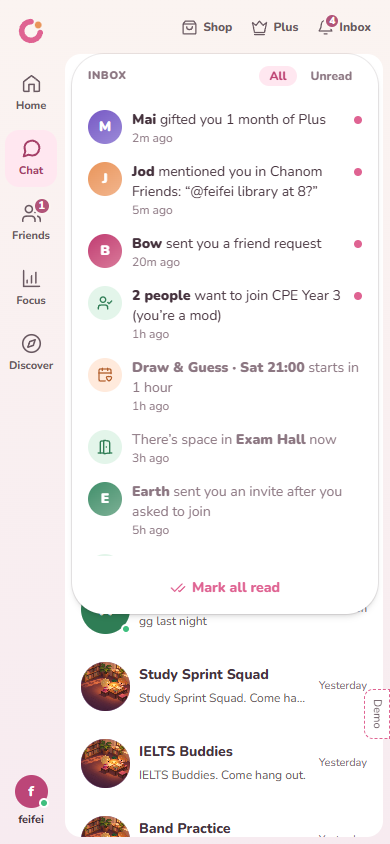 Shop
Plus
4
Inbox
INBOX
All
Unread
Home
Chat
1
Friends
Focus
Discover
M
Mai gifted you 1 month of Plus
2m ago
J
Jod mentioned you in Chanom
Friends: “@feifei library at 8?”
5m ago
B
Bow sent you a friend request
20m ago
2 people want to join CPE Year 3
(you’re a mod)
1h ago
Draw & Guess · Sat 21:00 starts in
1 hour
1h ago
There’s space in Exam Hall now
3h ago
E
Earth sent you an invite after you
asked to join
5h ago
Mark all read
gg last night
Study Sprint Squad
Yesterday
Study Sprint Squad. Come ha...
Demo
IELTS Buddies
Yesterday
IELTS Buddies. Come hang out.
Band Practice
f
feifei